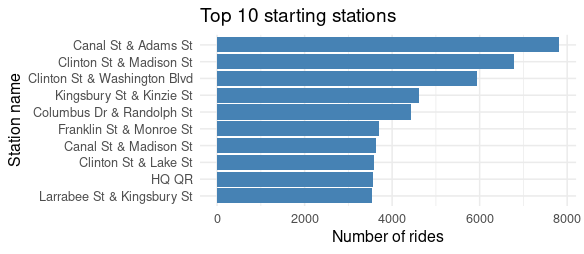 Top 10 starting stations
Station name
Canal St & Adams St
Clinton St & Madison St
Clinton St & Washington Blvd
Kingsbury St & Kinzie St
Columbus Dr & Randolph St
Franklin St & Monroe St
Canal St & Madison St
Clinton St & Lake St
HQ QR
Larrabee St & Kingsbury St
0 2000 4000 6000 8000
Number of rides